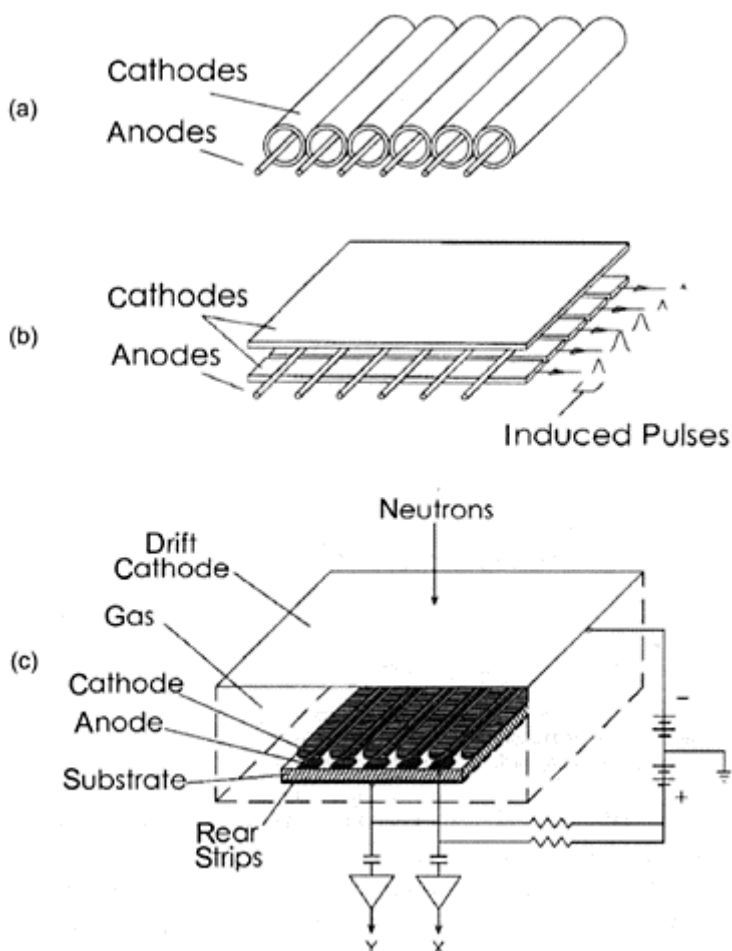 (a)
Cathodes
Anodes
(b)
Cathodes
Anodes
Induced Pulses
(c)
Neutrons
Drift
Cathode
Gas
Cathode
Anode
Substrate
Rear
Strips
−
+
Y X